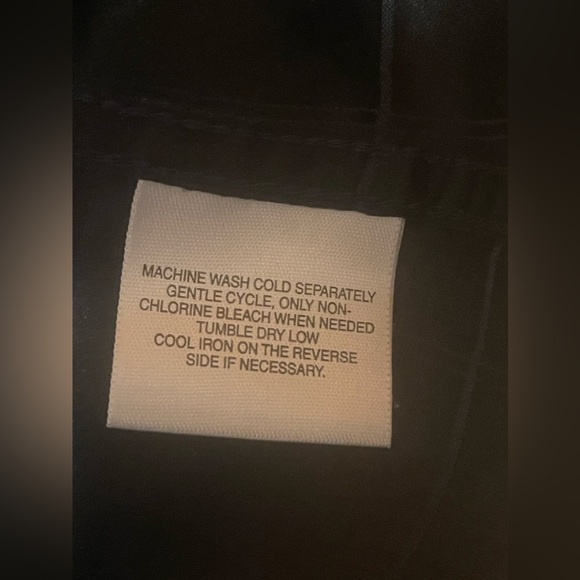 MACHINE WASH COLD SEPARATELY
GENTLE CYCLE, ONLY NON-
CHLORINE BLEACH WHEN NEEDED
TUMBLE DRY LOW
COOL IRON ON THE REVERSE
SIDE IF NECESSARY.